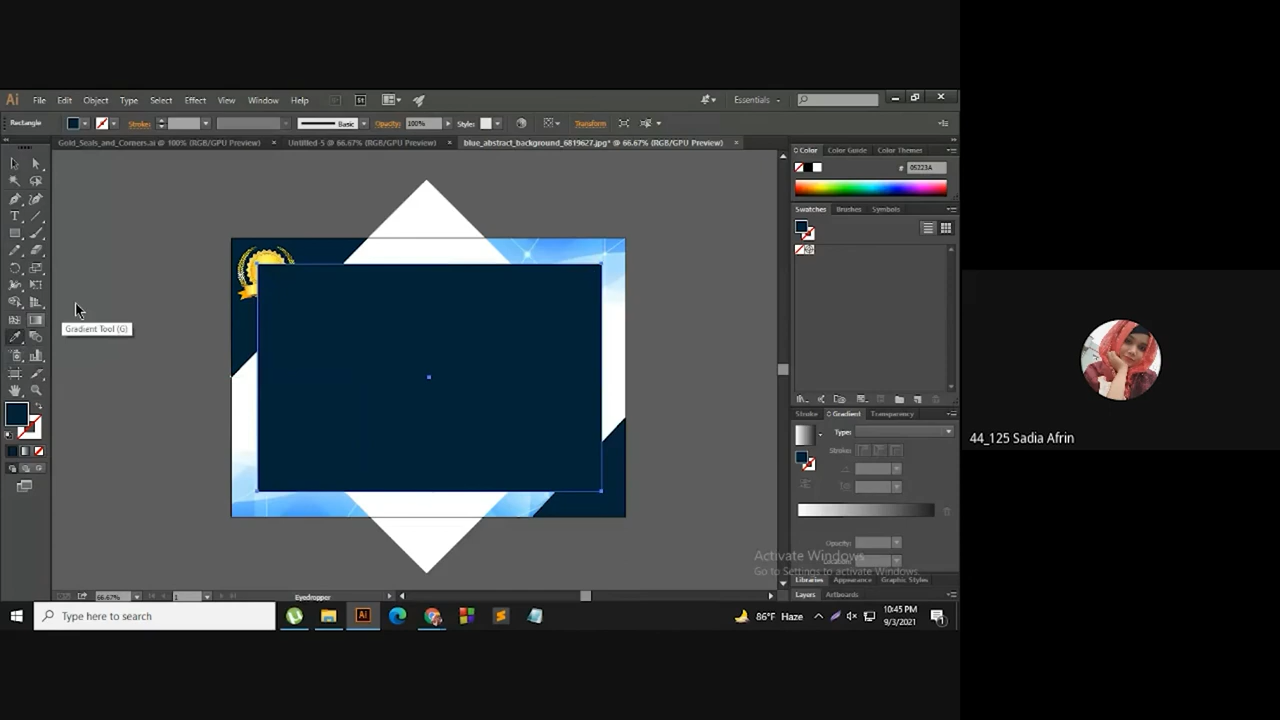 Ai File Edit Object Type Select Effect View Window Help Essentials
Rectangle Stroke: Basic Opacity: 100% Style: Transform
Gold_Seals_and_Corners.ai @ 100% (RGB/GPU Preview) × Untitled-5 @ 66.67% (RGB/GPU Preview) × blue_abstract_background_6819627.jpg* @ 66.67% (RGB/GPU Preview) ×
Color Color Guide Color Themes
# 05223A
Swatches Brushes Symbols
Gradient Tool (G)
Stroke Gradient Transparency
Type:
Stroke:
Opacity:
Location:
Activate Windows
Go to Settings to activate Windows.
Libraries Appearance Graphic Styles
Layers Artboards
66.67% 1 Eyedropper
Type here to search
86°F Haze
10:45 PM
9/3/2021
44_125 Sadia Afrin